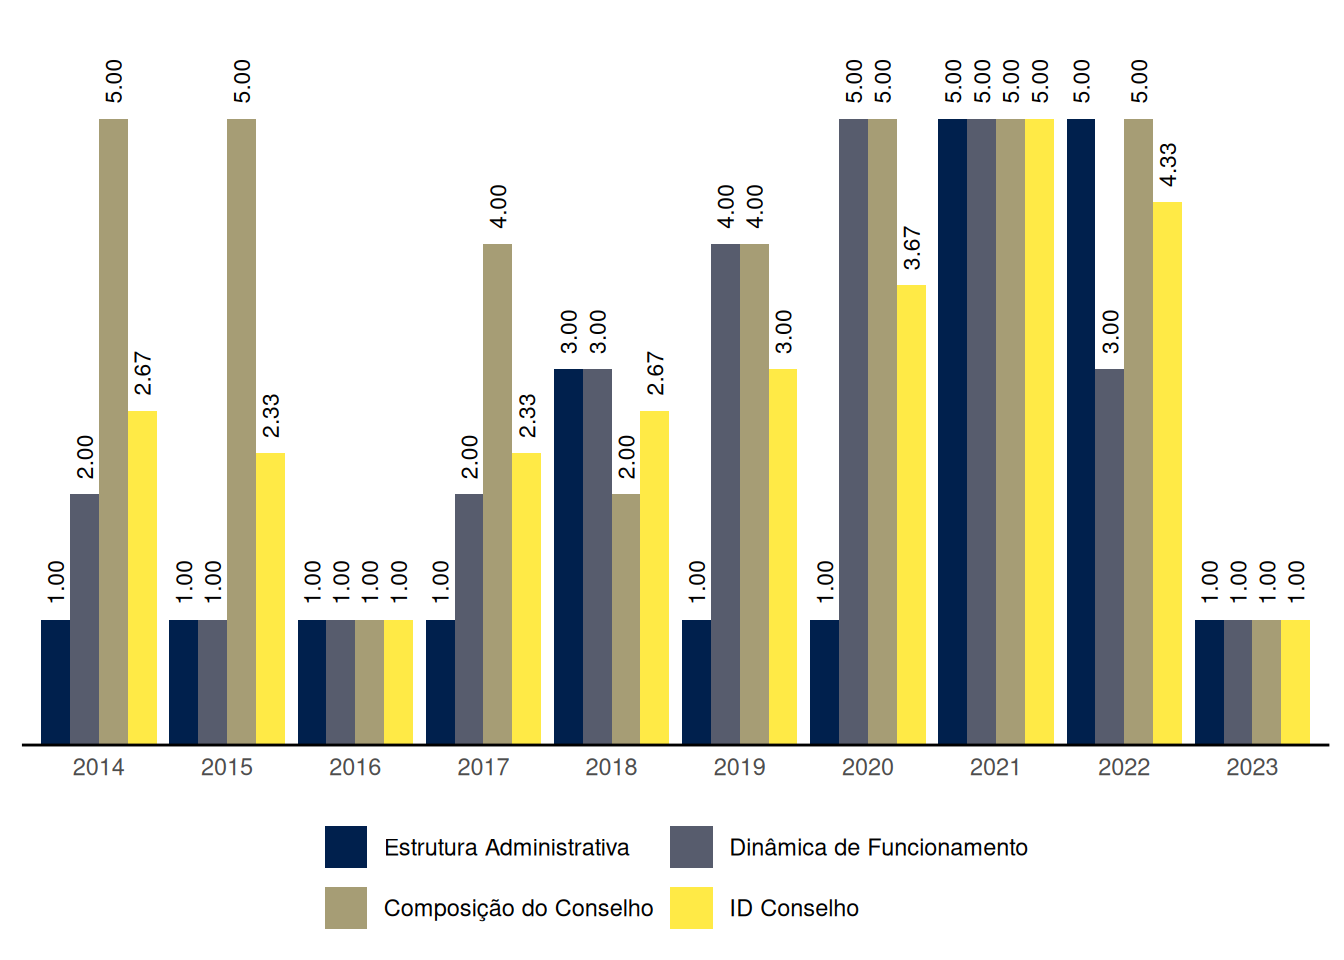 5.00 5.00 5.00 5.00 5.00 5.00 5.00 5.00 5.00 5.00
4.33
4.00 4.00 4.00
3.67
3.00 3.00 3.00 3.00
2.67 2.67
2.33 2.33
2.00 2.00 2.00
1.00 1.00 1.00 1.00 1.00 1.00 1.00 1.00 1.00 1.00 1.00 1.00 1.00 1.00
2014 2015 2016 2017 2018 2019 2020 2021 2022 2023
Estrutura Administrativa Dinâmica de Funcionamento
Composição do Conselho ID Conselho